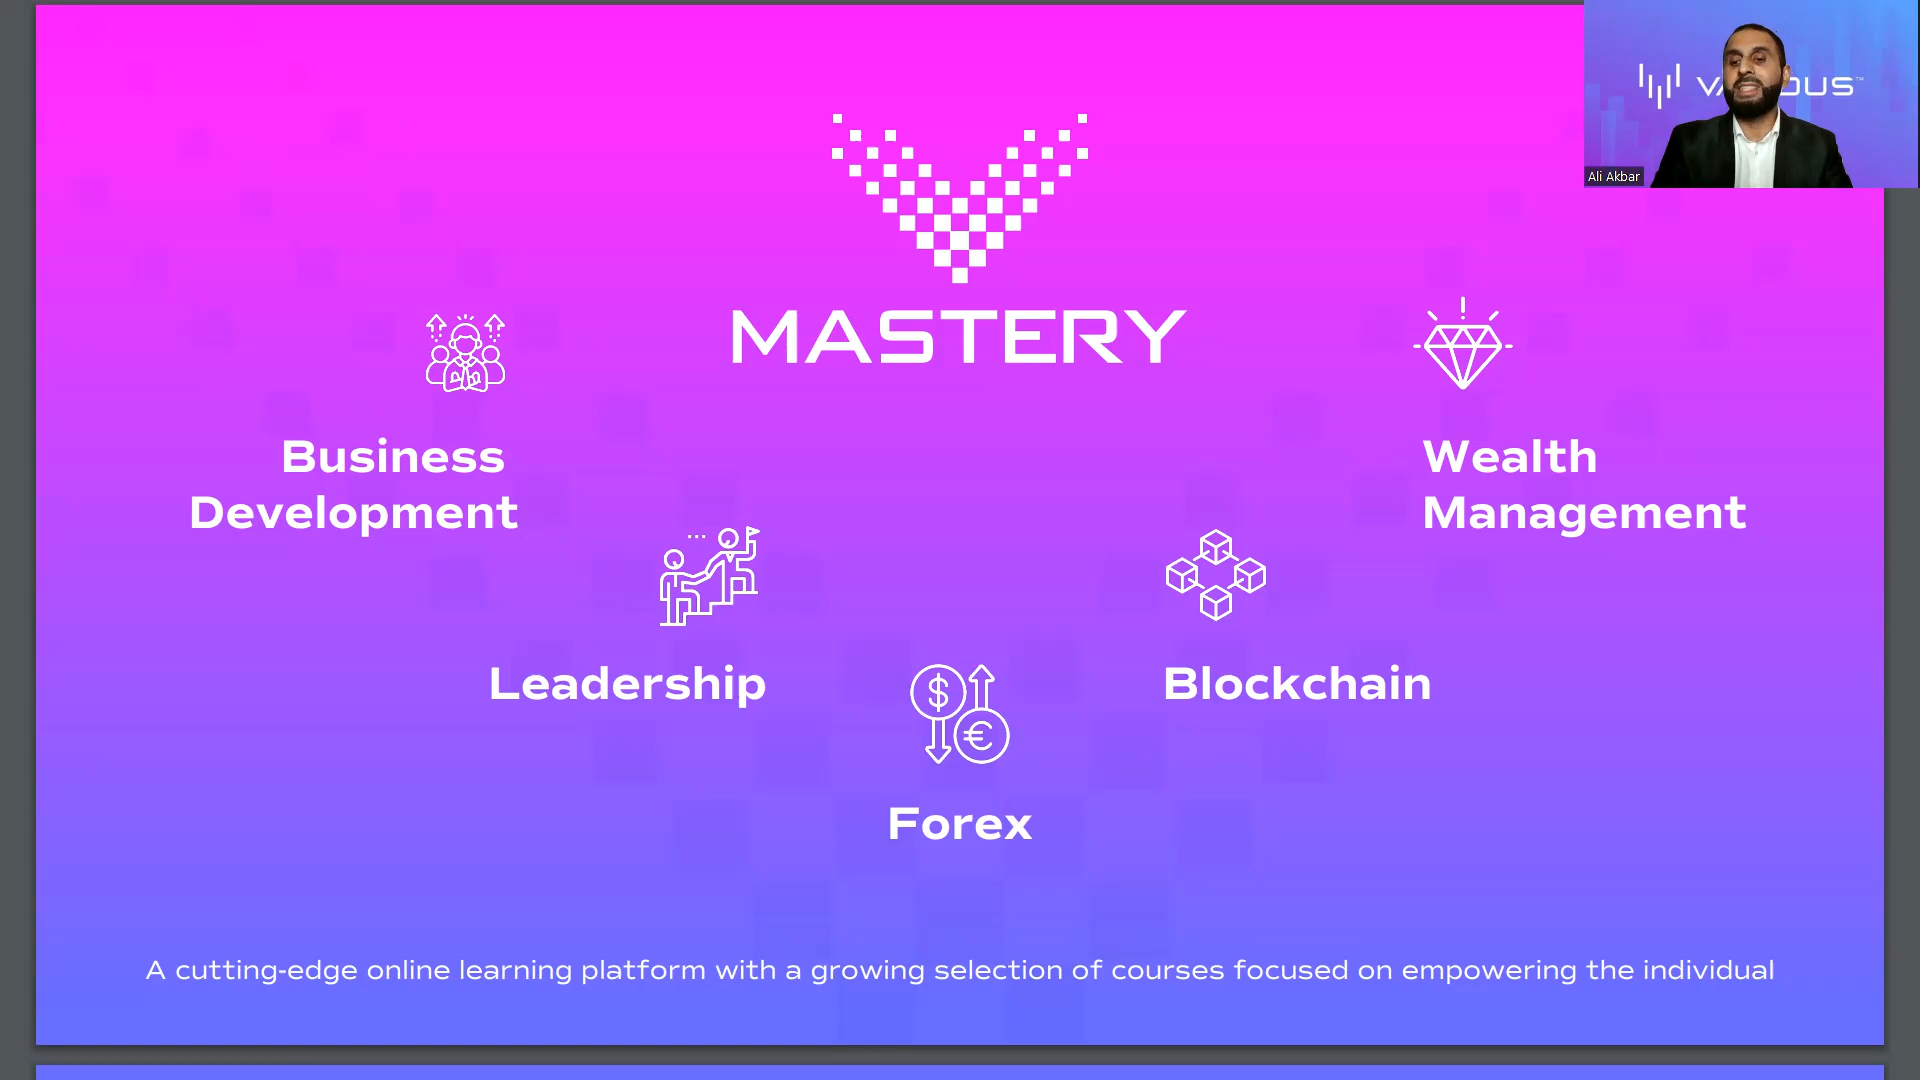 Ali Akbar
MASTERY
Business
Development
Wealth
Management
Leadership
Blockchain
Forex
A cutting-edge online learning platform with a growing selection of courses focused on empowering the individual